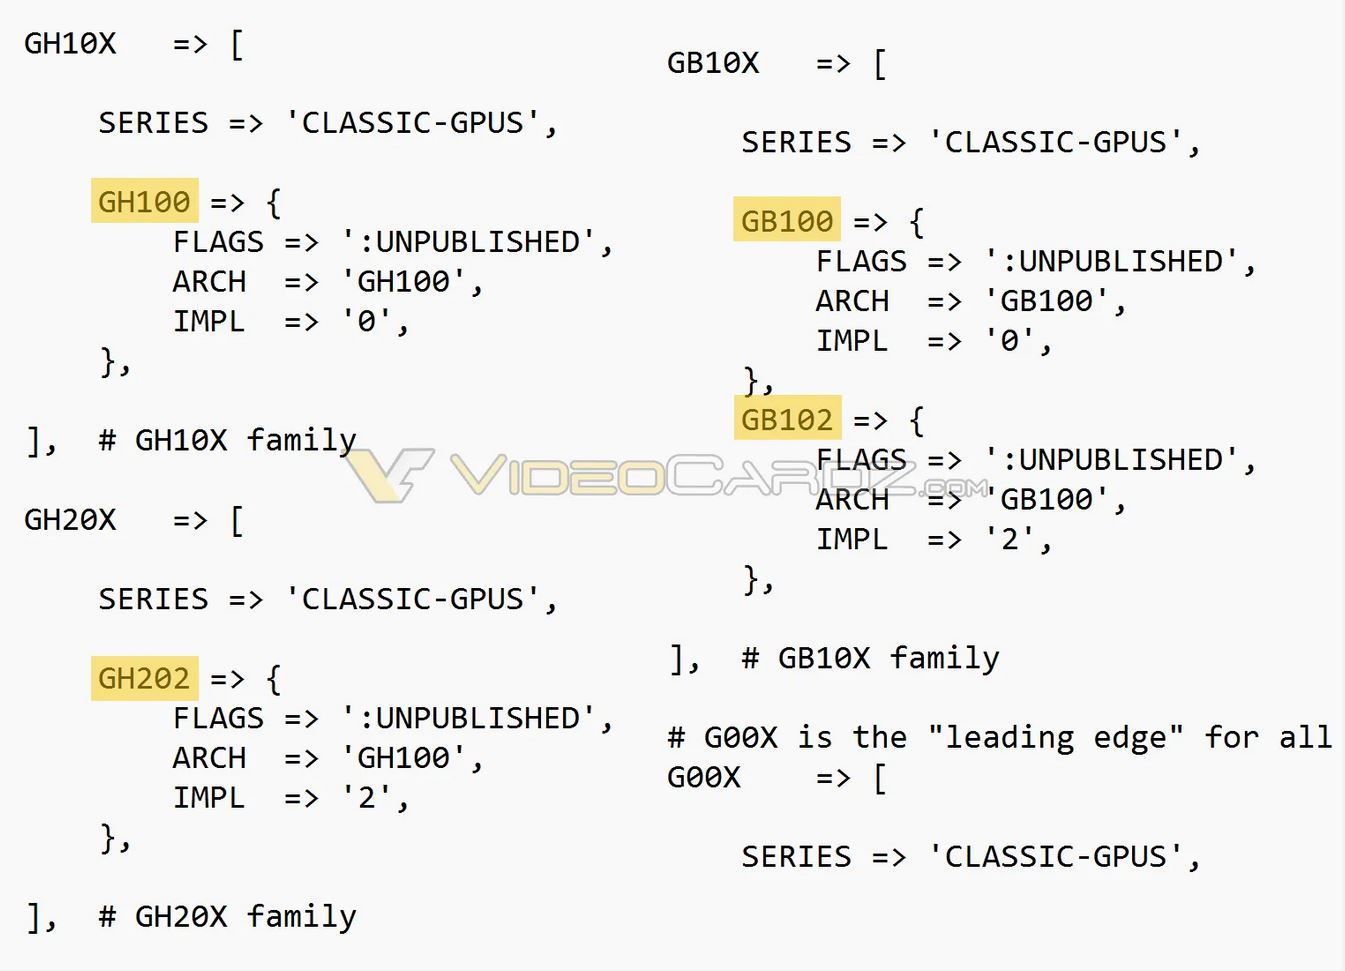 GH10X   => [
    SERIES => 'CLASSIC-GPUS',
    GH100 => {
        FLAGS => ':UNPUBLISHED',
        ARCH  => 'GH100',
        IMPL  => '0',
    },
],  # GH10X family
GH20X   => [
    SERIES => 'CLASSIC-GPUS',
    GH202 => {
        FLAGS => ':UNPUBLISHED',
        ARCH  => 'GH100',
        IMPL  => '2',
    },
],  # GH20X family
GB10X   => [
    SERIES => 'CLASSIC-GPUS',
    GB100 => {
        FLAGS => ':UNPUBLISHED',
        ARCH  => 'GB100',
        IMPL  => '0',
    },
    GB102 => {
        FLAGS => ':UNPUBLISHED',
        ARCH  => 'GB100',
        IMPL  => '2',
    },
],  # GB10X family
# G00X is the "leading edge" for all
G00X    => [
    SERIES => 'CLASSIC-GPUS',
VIDEOCARDZ.COM